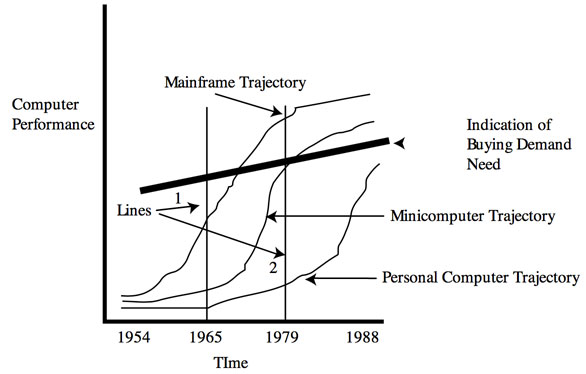 Mainframe Trajectory
Computer
Performance
Indication of
Buying Demand
Need
1
Lines
Minicomputer Trajectory
2
Personal Computer Trajectory
1954 1965 1979 1988
TIme